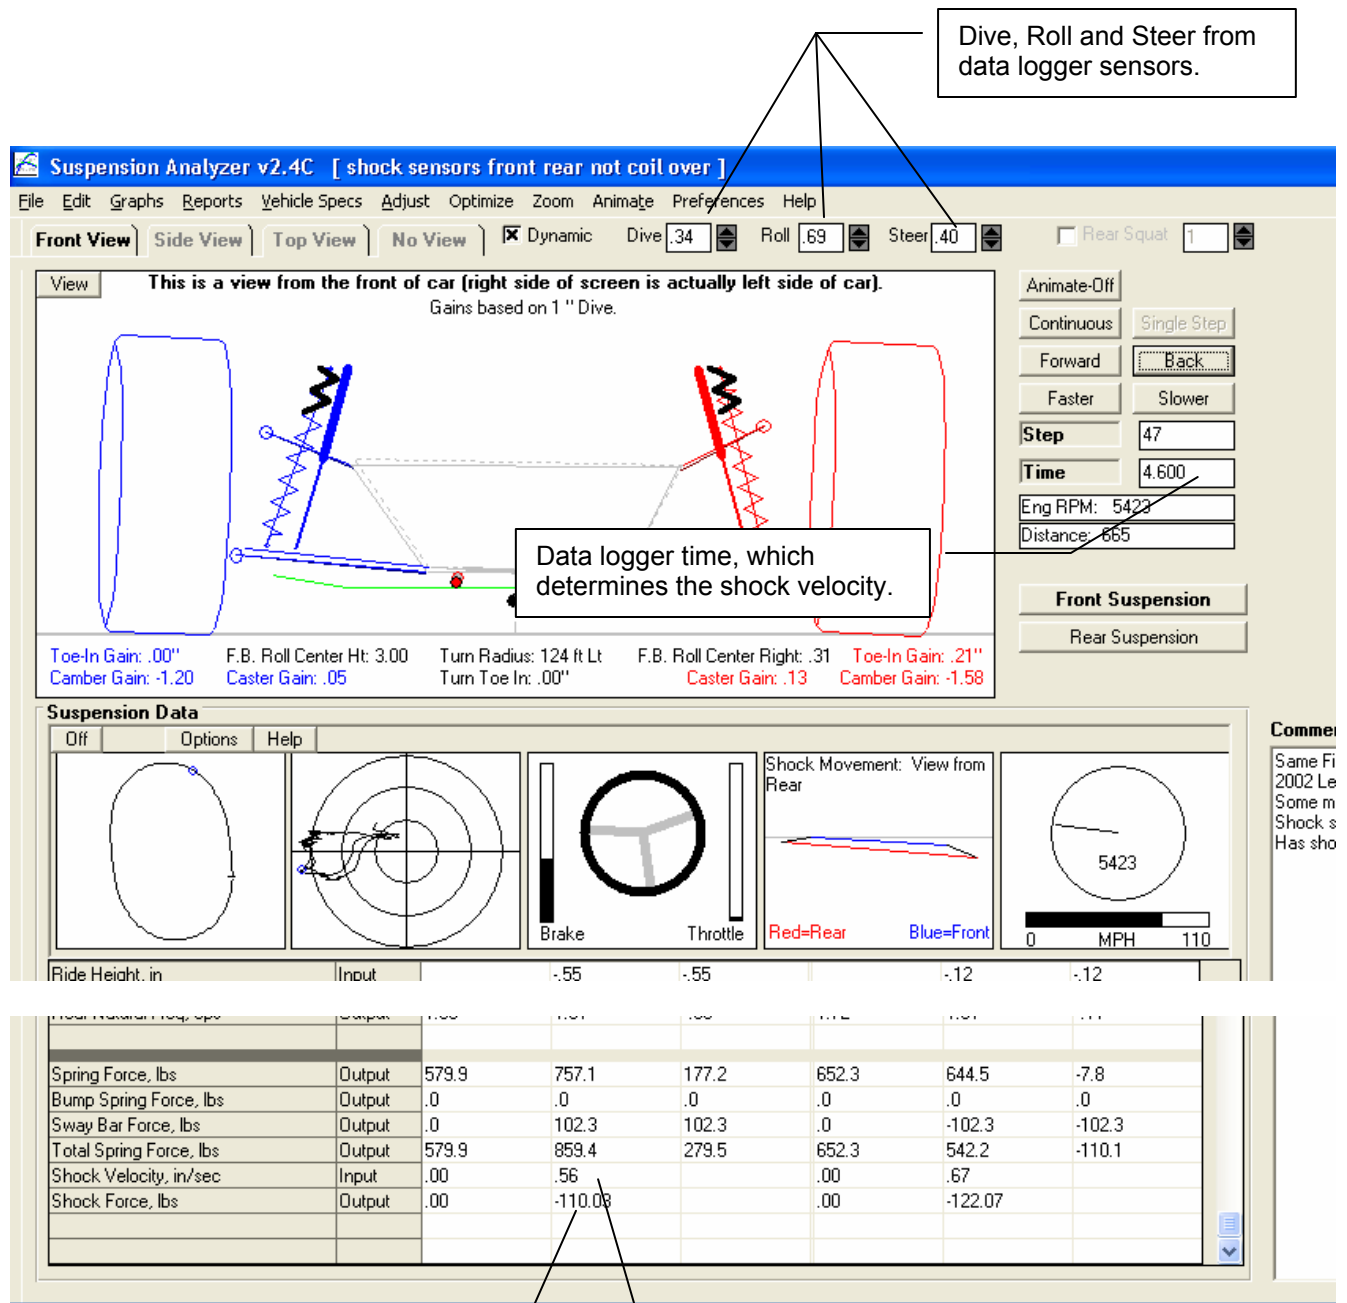 Dive, Roll and Steer from
data logger sensors.
Suspension Analyzer v2.4C [ shock sensors front rear not coil over ]
File Edit Graphs Reports Vehicle Specs Adjust Optimize Zoom Animate Preferences Help
Front View Side View Top View No View Dynamic Dive .34 Roll .69 Steer .40 Rear Squat 1
View This is a view from the front of car (right side of screen is actually left side of car).
Gains based on 1 '' Dive.
Animate-Off
Continuous Single Step
Forward Back
Faster Slower
Step 47
Time 4.600
Eng RPM: 5423
Distance: 665
Data logger time, which
determines the shock velocity.
Front Suspension
Rear Suspension
Toe-In Gain: .00'' F.B. Roll Center Ht: 3.00 Turn Radius: 124 ft Lt F.B. Roll Center Right: .31 Toe-In Gain: .21''
Camber Gain: -1.20 Caster Gain: .05 Turn Toe In: .00'' Caster Gain: .13 Camber Gain: -1.58
Suspension Data
Off Options Help
Shock Movement: View from
Rear
5423
Brake Throttle Red=Rear Blue=Front 0 MPH 110
Comme
Same Fi
2002 Le
Some m
Shock s
Has sho
Ride Height, in Input -.55 -.55 -.12 -.12
Spring Force, lbs Output 579.9 757.1 177.2 652.3 644.5 -7.8
Bump Spring Force, lbs Output .0 .0 .0 .0 .0 .0
Sway Bar Force, lbs Output .0 102.3 102.3 .0 -102.3 -102.3
Total Spring Force, lbs Output 579.9 859.4 279.5 652.3 542.2 -110.1
Shock Velocity, in/sec Input .00 .56 .00 .67
Shock Force, lbs Output .00 -110.03 .00 -122.07